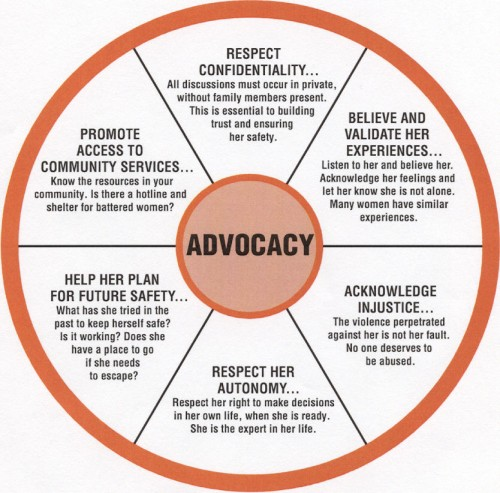 RESPECT
CONFIDENTIALITY...
All discussions must occur in private,
without family members present.
This is essential to building
trust and ensuring
her safety.
BELIEVE AND
VALIDATE HER
EXPERIENCES...
Listen to her and believe her.
Acknowledge her feelings and
let her know she is not alone.
Many women have similar
experiences.
ACKNOWLEDGE
INJUSTICE...
The violence perpetrated
against her is not her fault.
No one deserves to
be abused.
RESPECT HER
AUTONOMY...
Respect her right to make decisions
in her own life, when she is ready.
She is the expert in her life.
HELP HER PLAN
FOR FUTURE SAFETY...
What has she tried in the
past to keep herself safe?
Is it working? Does she
have a place to go
if she needs
to escape?
PROMOTE
ACCESS TO
COMMUNITY SERVICES...
Know the resources in your
community. Is there a hotline and
shelter for battered women?
ADVOCACY